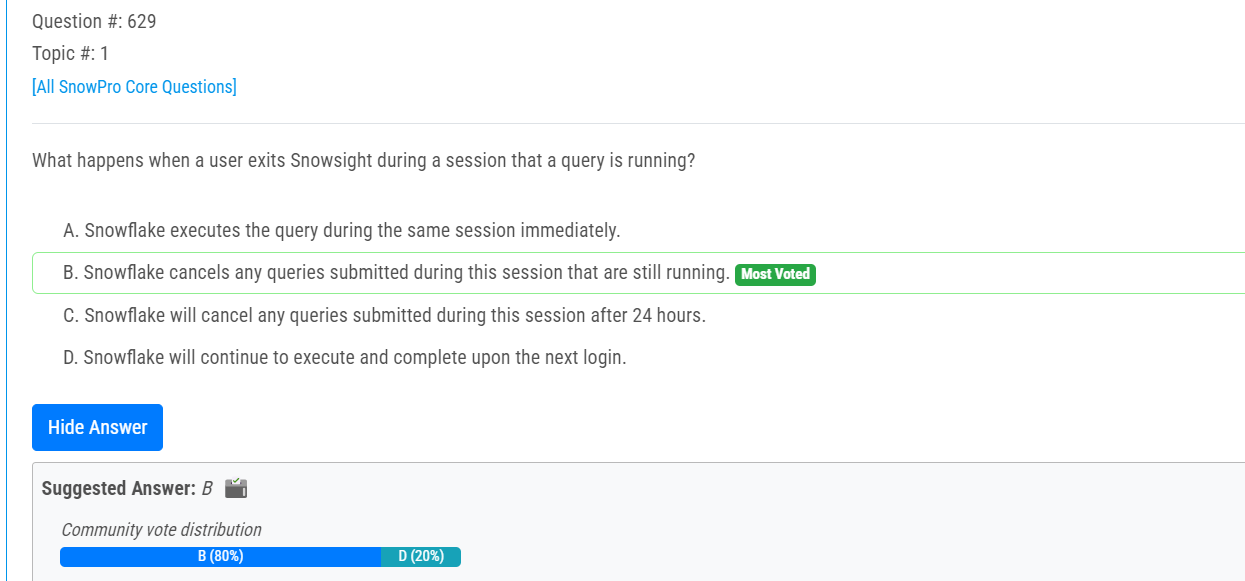 Question #: 629
Topic #: 1
[All SnowPro Core Questions]
What happens when a user exits Snowsight during a session that a query is running?
A. Snowflake executes the query during the same session immediately.
B. Snowflake cancels any queries submitted during this session that are still running. Most Voted
C. Snowflake will cancel any queries submitted during this session after 24 hours.
D. Snowflake will continue to execute and complete upon the next login.
Hide Answer
Suggested Answer: B
Community vote distribution
B (80%) D (20%)